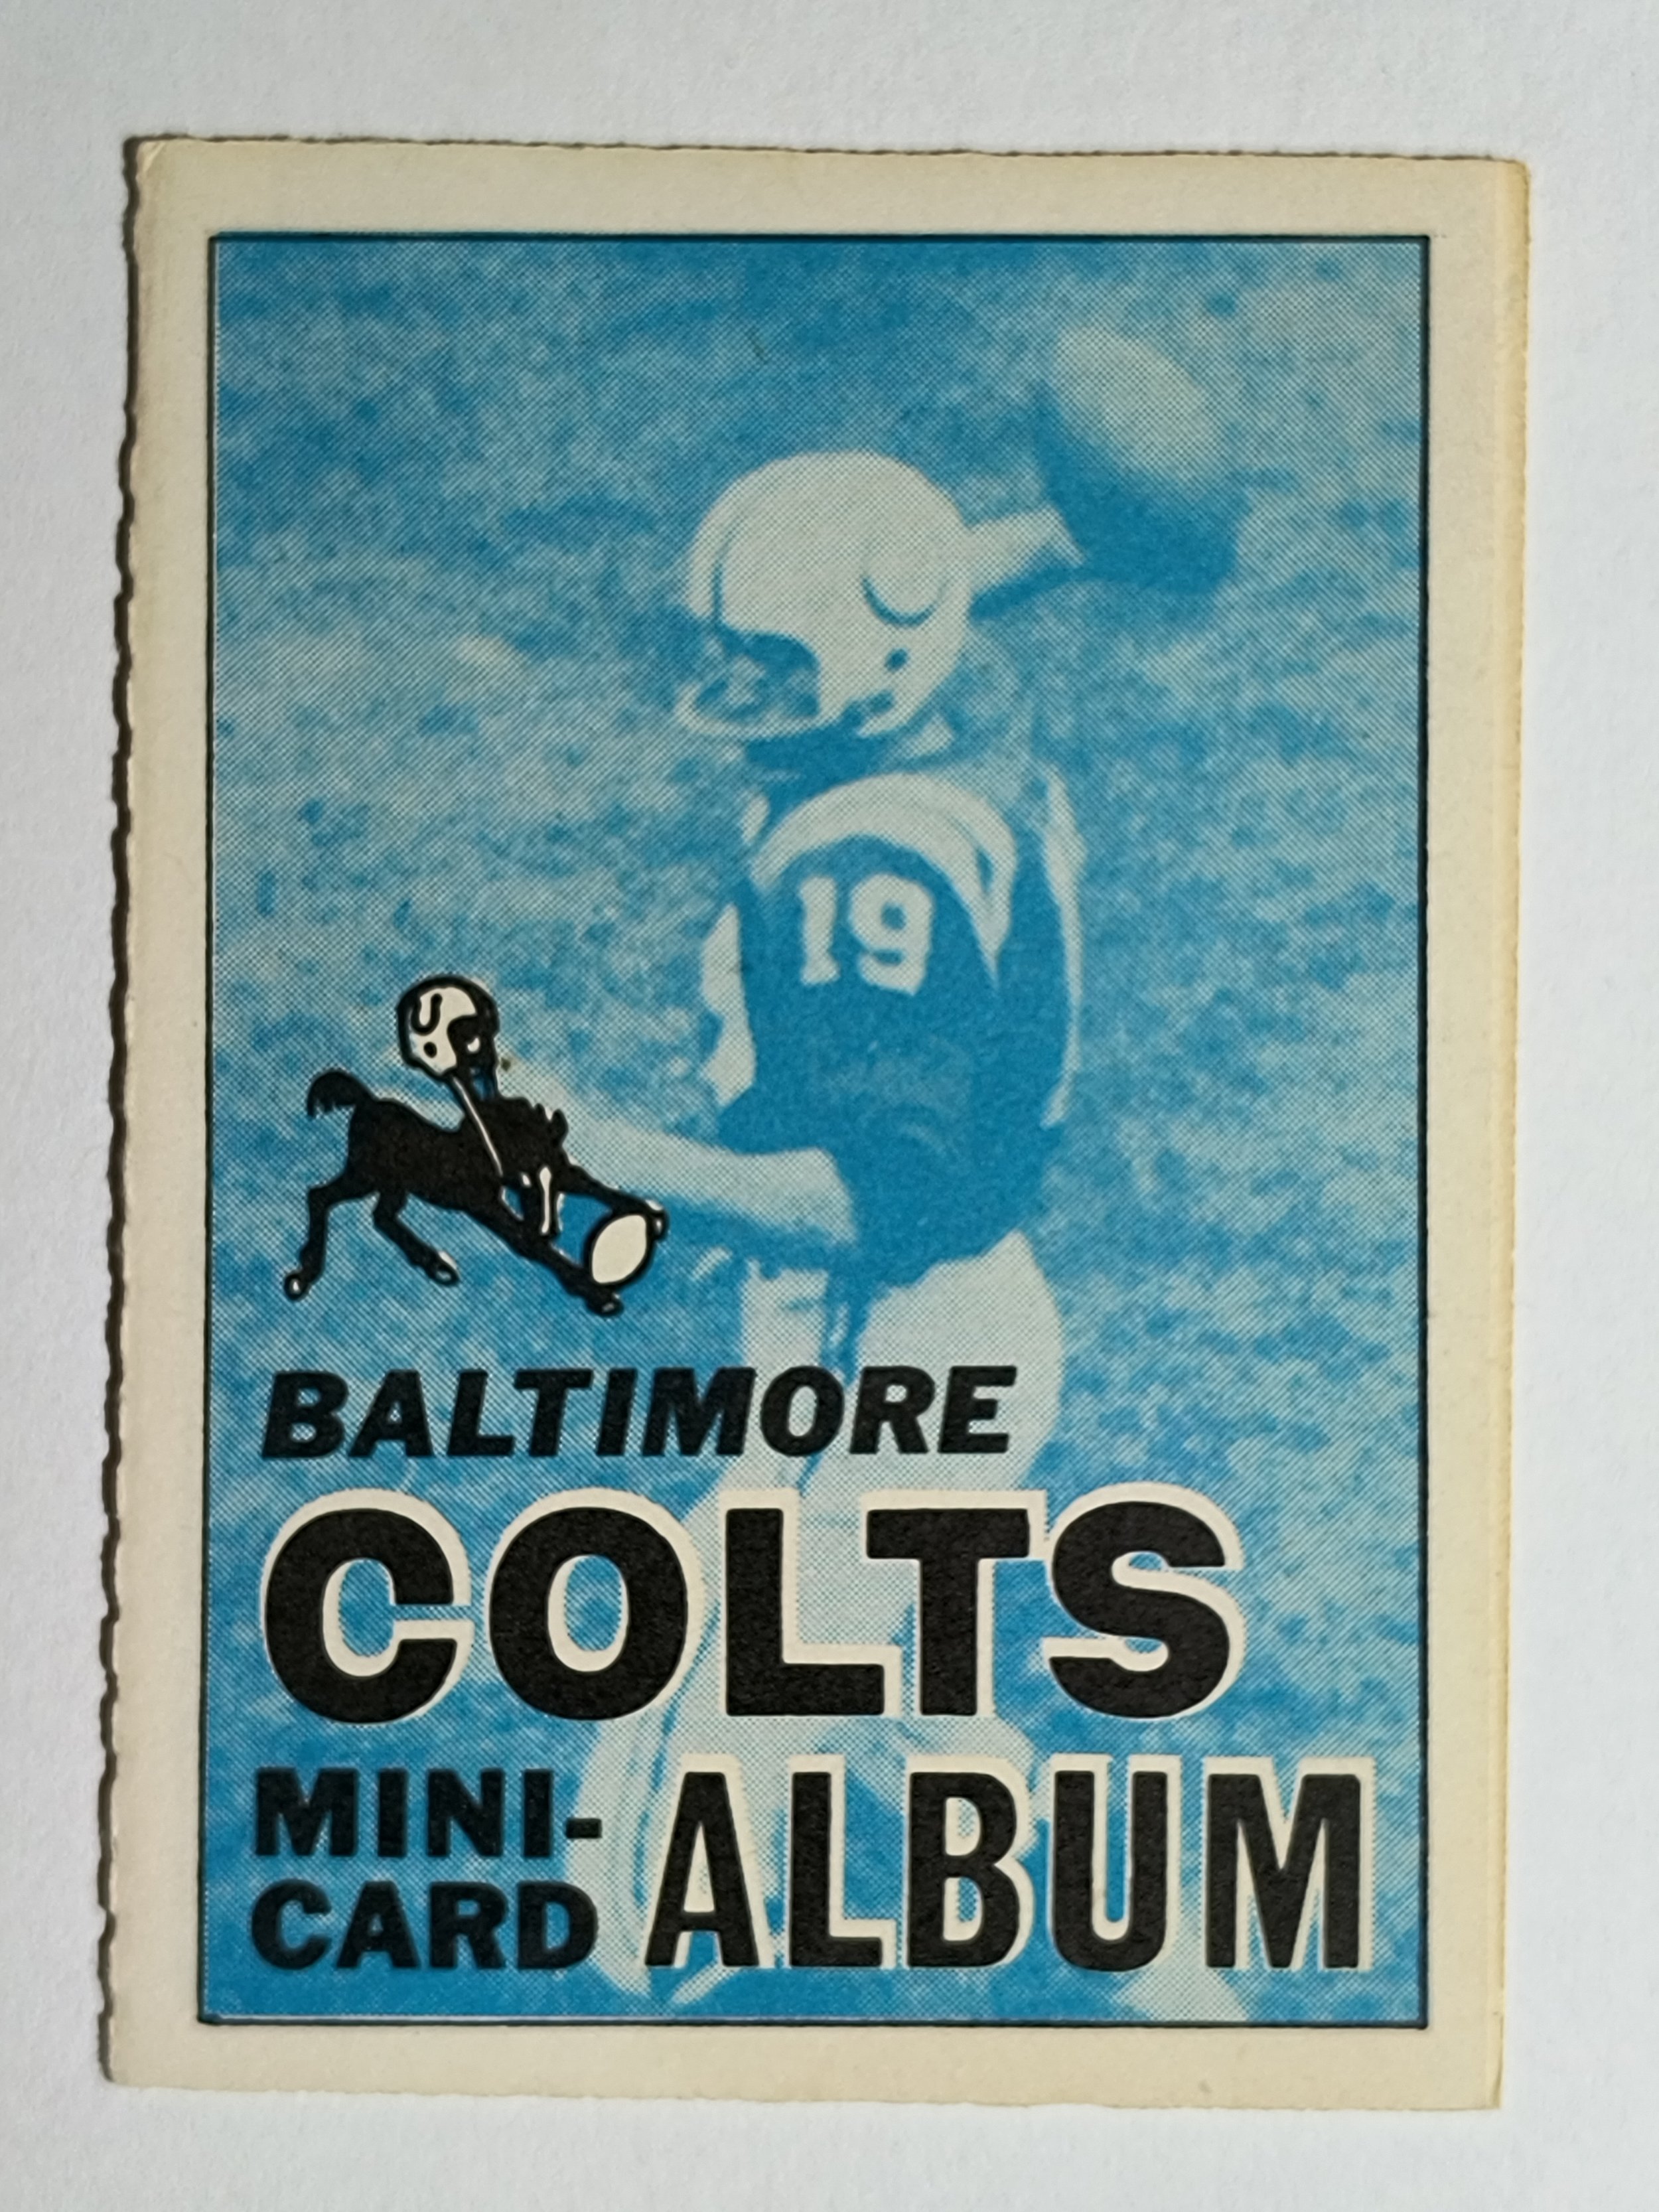 19
BALTIMORE
COLTS
MINI-
CARD ALBUM